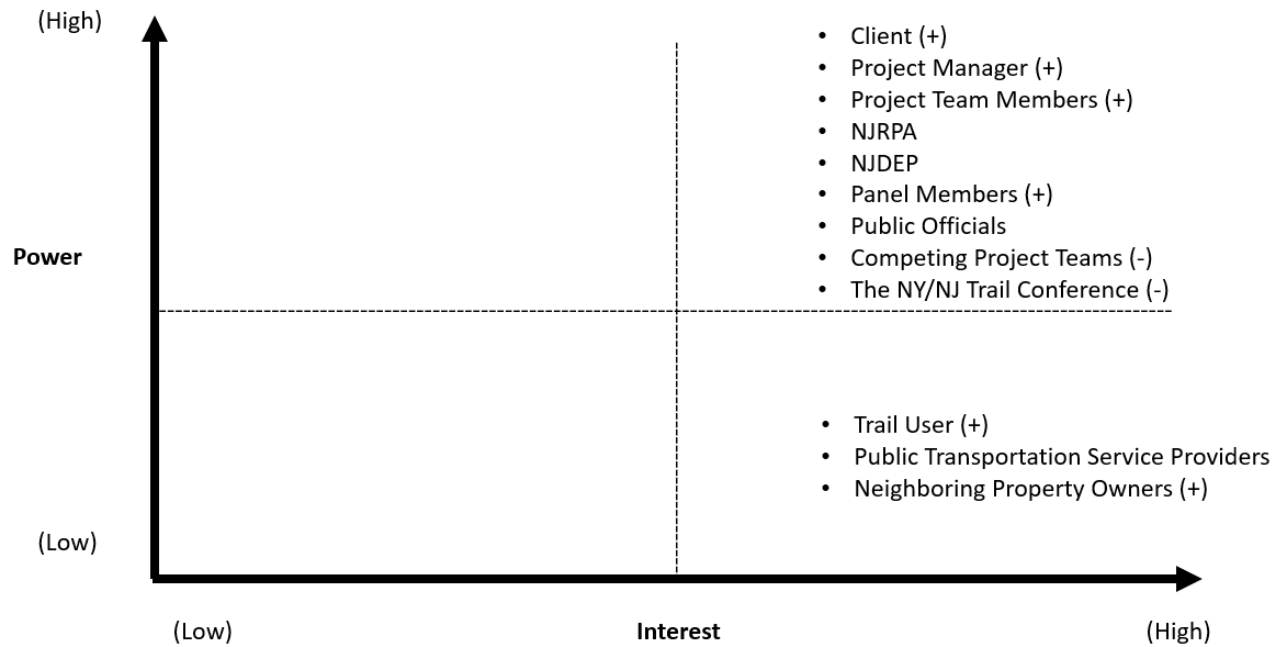 (High)
• Client (+)
• Project Manager (+)
• Project Team Members (+)
• NJRPA
• NJDEP
• Panel Members (+)
• Public Officials
• Competing Project Teams (-)
• The NY/NJ Trail Conference (-)
Power
• Trail User (+)
• Public Transportation Service Providers
• Neighboring Property Owners (+)
(Low)
(Low)
Interest
(High)